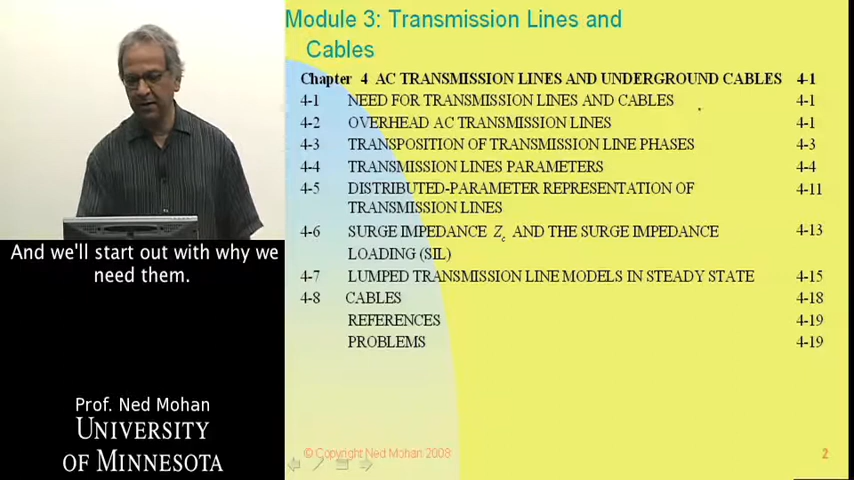 Module 3: Transmission Lines and
Cables
Chapter 4 AC TRANSMISSION LINES AND UNDERGROUND CABLES 4-1
4-1 NEED FOR TRANSMISSION LINES AND CABLES 4-1
4-2 OVERHEAD AC TRANSMISSION LINES 4-1
4-3 TRANSPOSITION OF TRANSMISSION LINE PHASES 4-3
4-4 TRANSMISSION LINES PARAMETERS 4-4
4-5 DISTRIBUTED-PARAMETER REPRESENTATION OF 4-11
TRANSMISSION LINES
4-6 SURGE IMPEDANCE Zc AND THE SURGE IMPEDANCE 4-13
LOADING (SIL)
4-7 LUMPED TRANSMISSION LINE MODELS IN STEADY STATE 4-15
4-8 CABLES 4-18
REFERENCES 4-19
PROBLEMS 4-19
And we'll start out with why we
need them.
Prof. Ned Mohan
UNIVERSITY
OF MINNESOTA
© Copyright Ned Mohan 2008
2